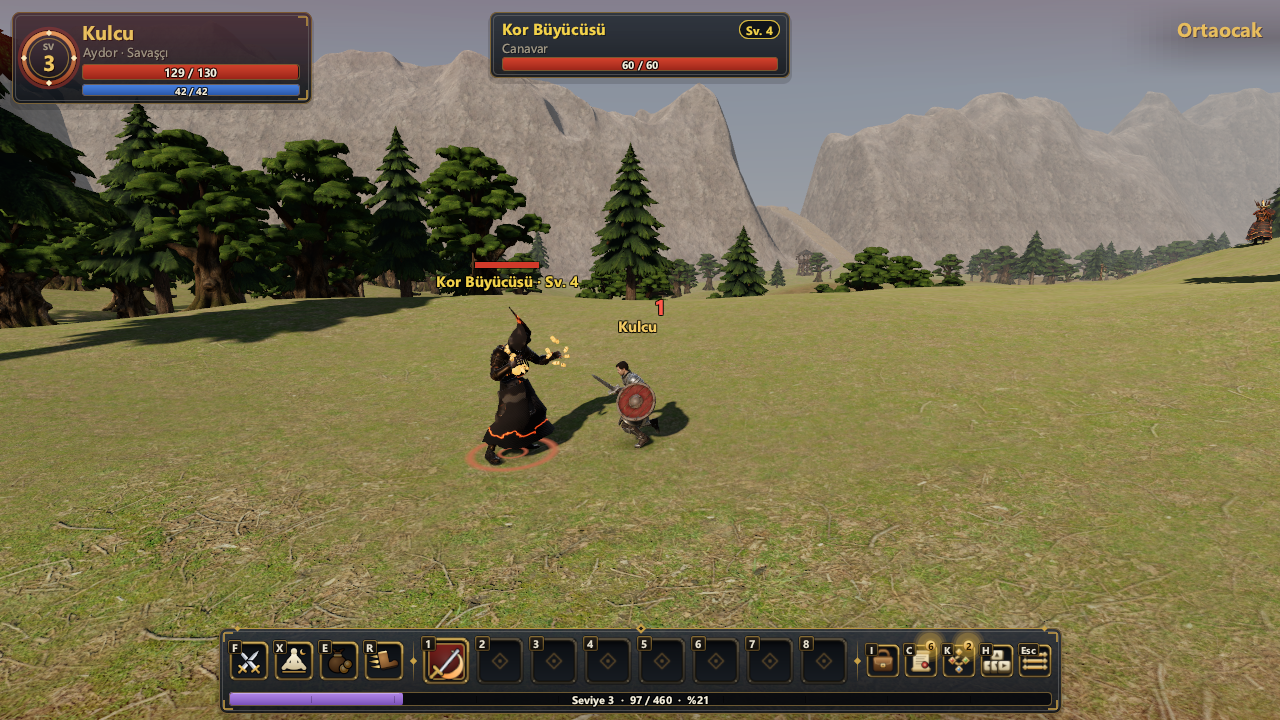 Kulcu
SV
3
Aydor · Savaşçı
129 / 130
42 / 42
Kor Büyücüsü
Sv. 4
Canavar
60 / 60
Ortaocak
Kor Büyücüsü · Sv. 4
1
Kulcu
F
X
E
R
1
2
3
4
5
6
7
8
I
C
6
K
2
H
Esc
Seviye 3 · 97 / 460 · %21